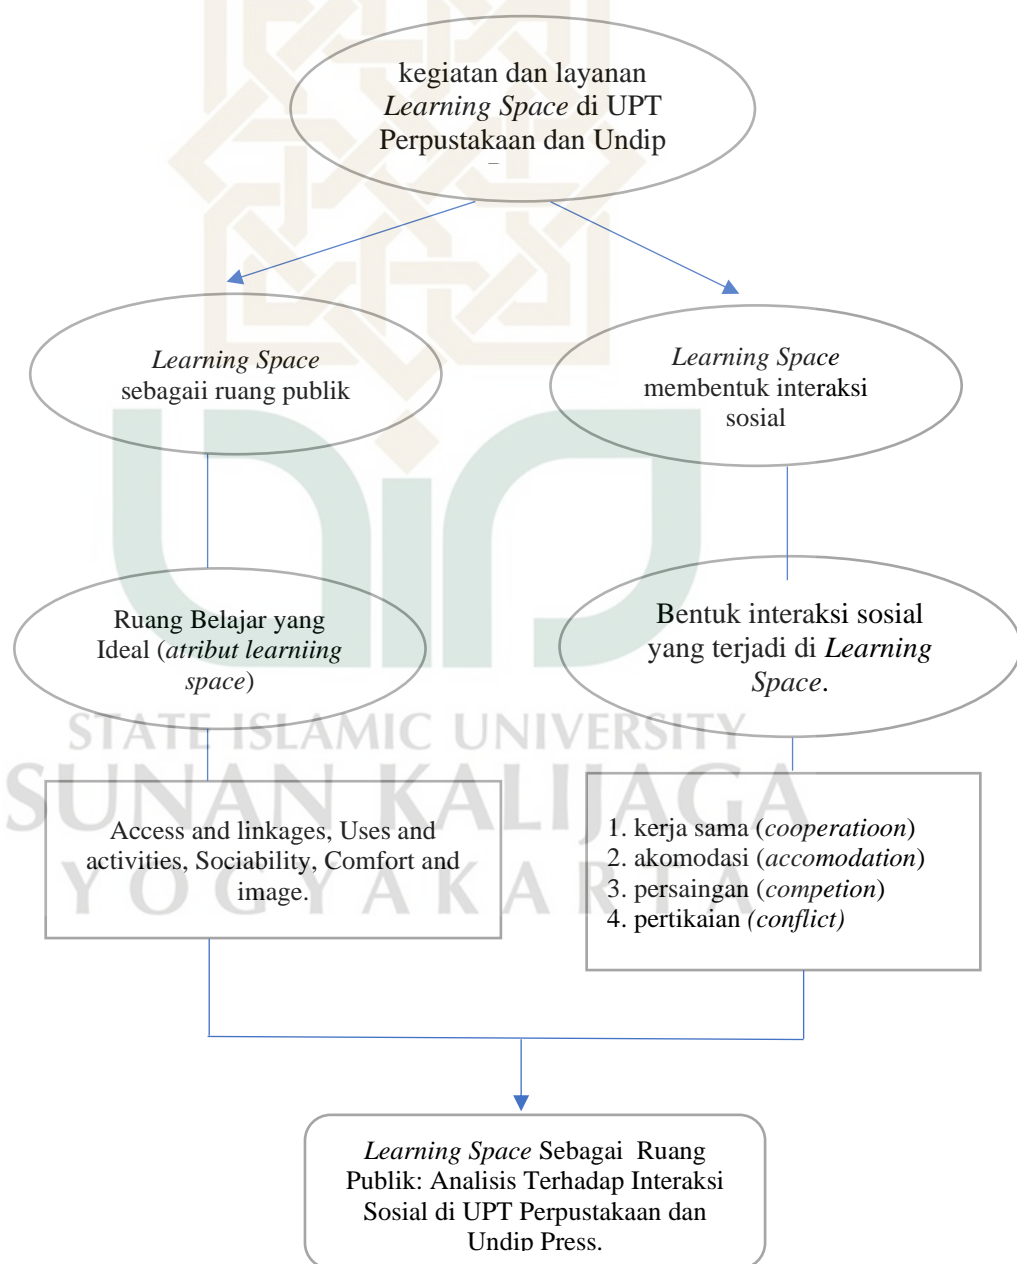 kegiatan dan layanan
Learning Space di UPT
Perpustakaan dan Undip
Learning Space
sebagaii ruang publik
Learning Space
membentuk interaksi
sosial
Ruang Belajar yang
Ideal (atribut learniing
space)
Bentuk interaksi sosial
yang terjadi di Learning
Space.
STATE ISLAMIC UNIVERSITY
SUNAN KALIJAGA
YOGYAKARTA
Access and linkages, Uses and
activities, Sociability, Comfort and
image.
1. kerja sama (cooperatioon)
2. akomodasi (accomodation)
3. persaingan (competion)
4. pertikaian (conflict)
Learning Space Sebagai Ruang
Publik: Analisis Terhadap Interaksi
Sosial di UPT Perpustakaan dan
Undip Press.